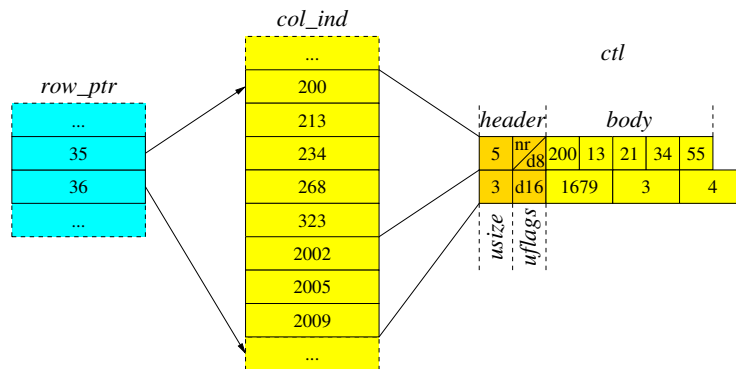 col_ind
...
ctl
row_ptr
200
...
213
header
body
35
234
5
nr
d8
200
13
21
34
55
36
268
3
d16
1679
3
4
...
323
usize
uflags
2002
2005
2009
...